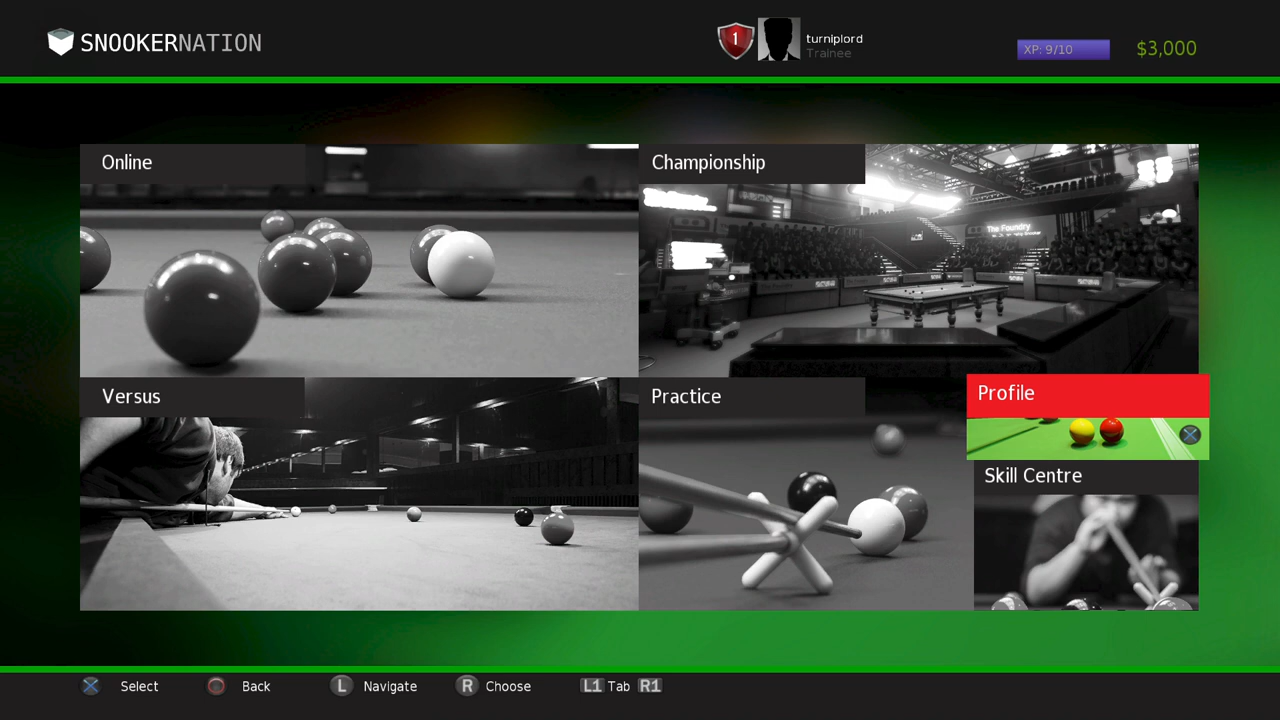 SNOOKERNATION
1
turniplord
Trainee
XP: 9/10
$3,000
Online
Championship
The Foundry
Versus
Practice
Profile
Skill Centre
Select
Back
L Navigate
R Choose
L1 Tab R1